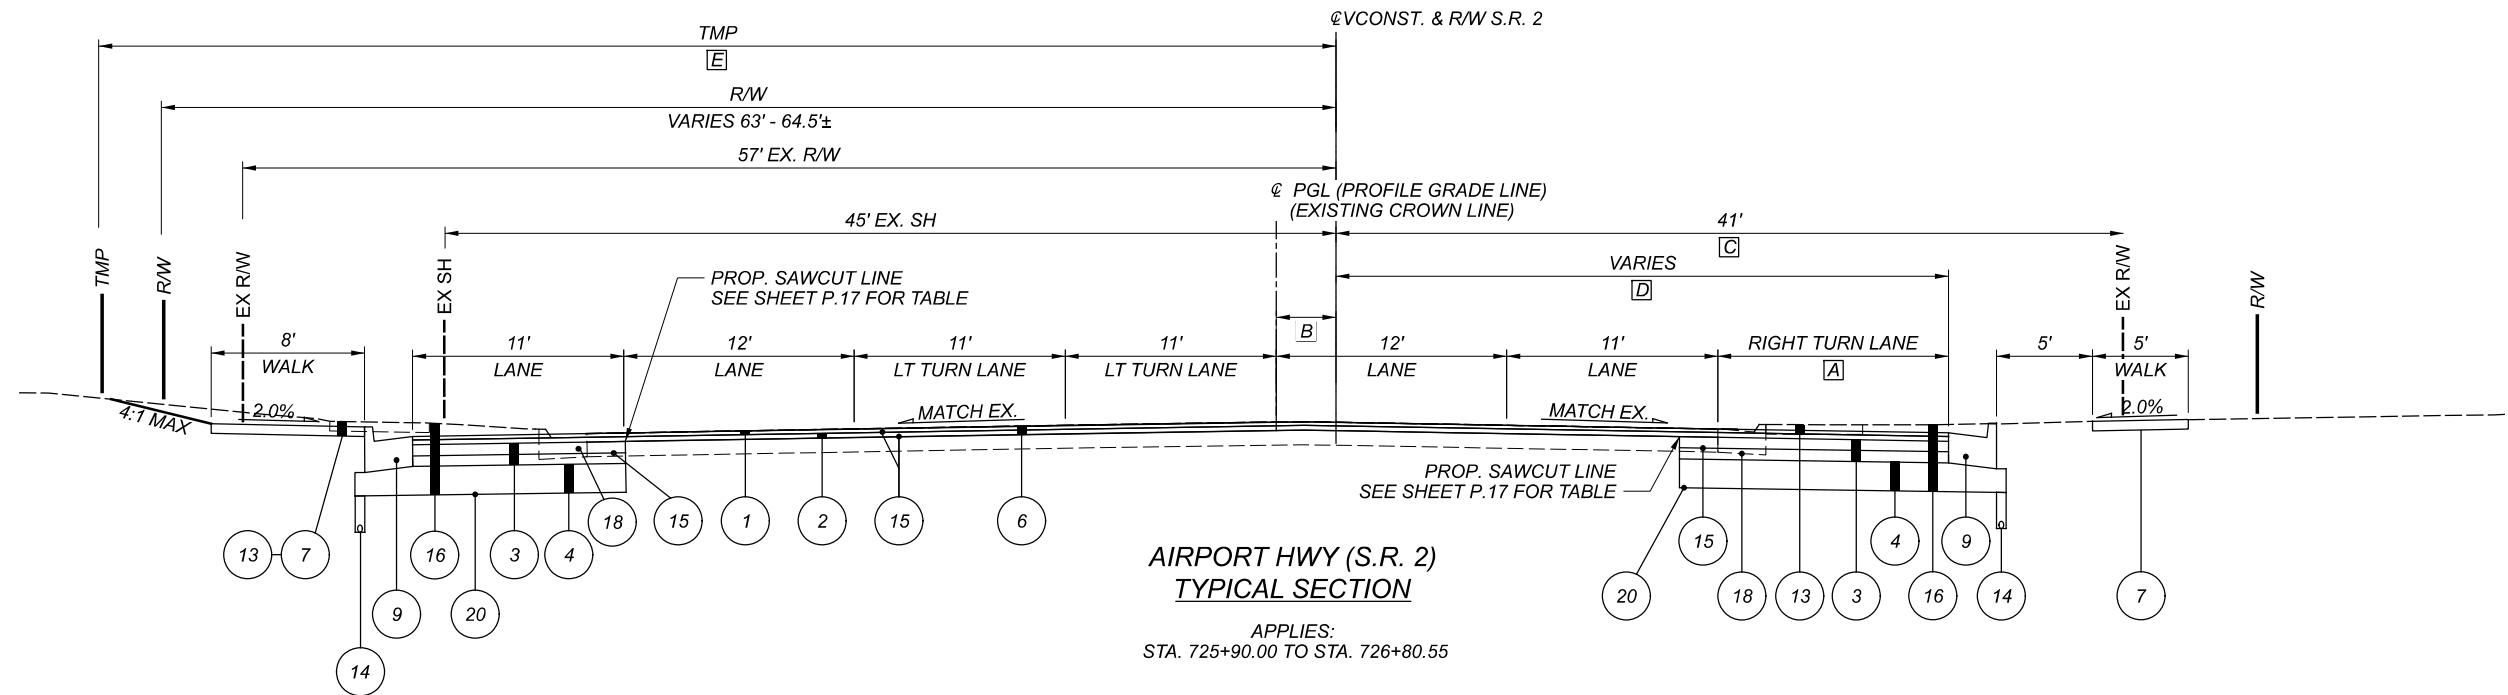 ℄VCONST. & R/W S.R. 2
TMP
E
R/W
VARIES 63' - 64.5'±
57' EX. R/W
℄ PGL (PROFILE GRADE LINE)
(EXISTING CROWN LINE)
45' EX. SH
41'
C
TMP
R/W
EX R/W
EX SH
PROP. SAWCUT LINE
SEE SHEET P.17 FOR TABLE
VARIES
D
EX R/W
R/W
B
8'
WALK
11'
LANE
12'
LANE
11'
LT TURN LANE
11'
LT TURN LANE
12'
LANE
11'
LANE
RIGHT TURN LANE
A
5'
5'
WALK
4:1 MAX
2.0%
MATCH EX.
MATCH EX.
2.0%
PROP. SAWCUT LINE
SEE SHEET P.17 FOR TABLE
13
7
16
3
4
18
15
1
2
15
6
15
4
9
9
20
14
20
18
13
3
16
14
7
AIRPORT HWY (S.R. 2)
TYPICAL SECTION
APPLIES:
STA. 725+90.00 TO STA. 726+80.55